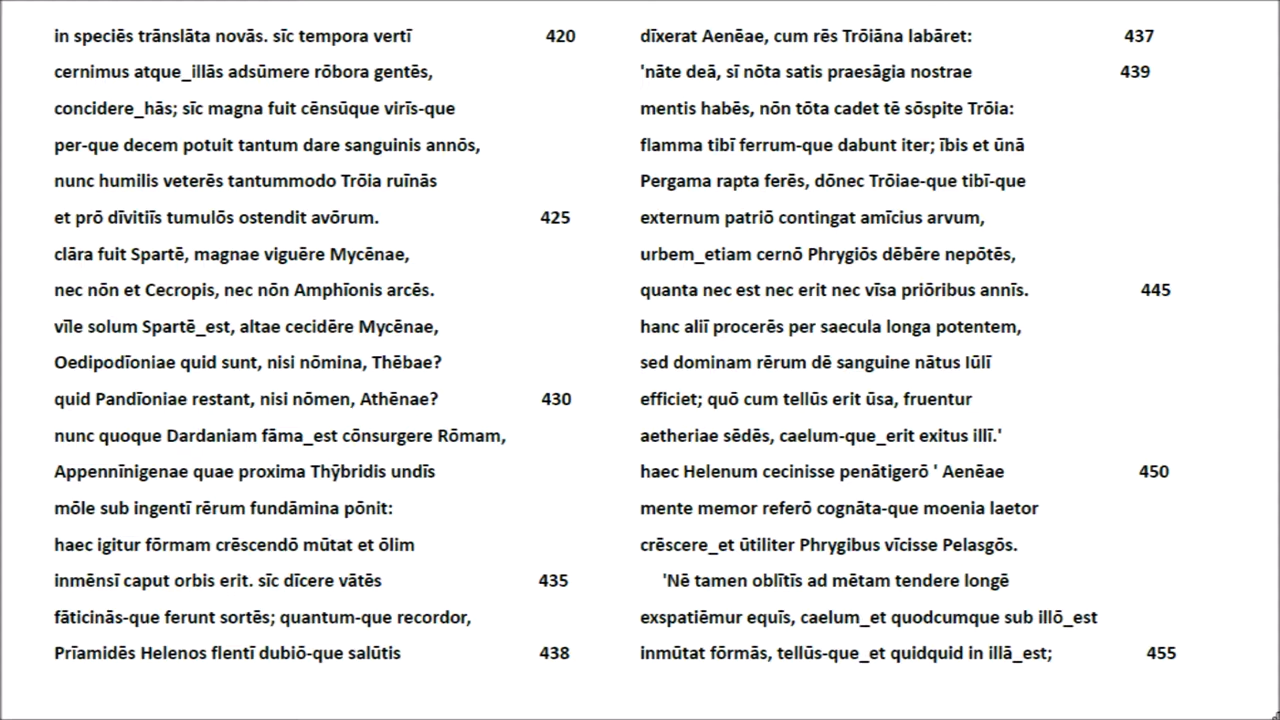 in speciēs trānslāta novās. sīc tempora vertī 420
cernimus atque_illās adsūmere rōbora gentēs,
concidere_hās; sīc magna fuit cēnsūque virīs-que
per-que decem potuit tantum dare sanguinis annōs,
nunc humilis veterēs tantummodo Trōia ruīnās
et prō dīvitiīs tumulōs ostendit avōrum. 425
clāra fuit Spartē, magnae viguēre Mycēnae,
nec nōn et Cecropis, nec nōn Amphīonis arcēs.
vīle solum Spartē_est, altae cecidēre Mycēnae,
Oedipodīoniae quid sunt, nisi nōmina, Thēbae?
quid Pandīoniae restant, nisi nōmen, Athēnae? 430
nunc quoque Dardaniam fāma_est cōnsurgere Rōmam,
Appennīnigenae quae proxima Thȳbridis undīs
mōle sub ingentī rērum fundāmina pōnit:
haec igitur fōrmam crēscendō mūtat et ōlim
inmēnsī caput orbis erit. sīc dīcere vātēs 435
fāticinās-que ferunt sortēs; quantum-que recordor,
Prīamidēs Helenos flentī dubiō-que salūtis 438
dīxerat Aenēae, cum rēs Trōiāna labāret: 437
'nāte deā, sī nōta satis praesāgia nostrae 439
mentis habēs, nōn tōta cadet tē sōspite Trōia:
flamma tibī ferrum-que dabunt iter; ībis et ūnā
Pergama rapta ferēs, dōnec Trōiae-que tibī-que
externum patriō contingat amīcius arvum,
urbem_etiam cernō Phrygiōs dēbēre nepōtēs,
quanta nec est nec erit nec vīsa priōribus annīs. 445
hanc aliī procerēs per saecula longa potentem,
sed dominam rērum dē sanguine nātus Iūlī
efficiet; quō cum tellūs erit ūsa, fruentur
aetheriae sēdēs, caelum-que_erit exitus illī.'
haec Helenum cecinisse penātigerō ' Aenēae 450
mente memor referō cognāta-que moenia laetor
crēscere_et ūtiliter Phrygibus vīcisse Pelasgōs.
'Nē tamen oblītīs ad mētam tendere longē
exspatiēmur equīs, caelum_et quodcumque sub illō_est
inmūtat fōrmās, tellūs-que_et quidquid in illā_est; 455